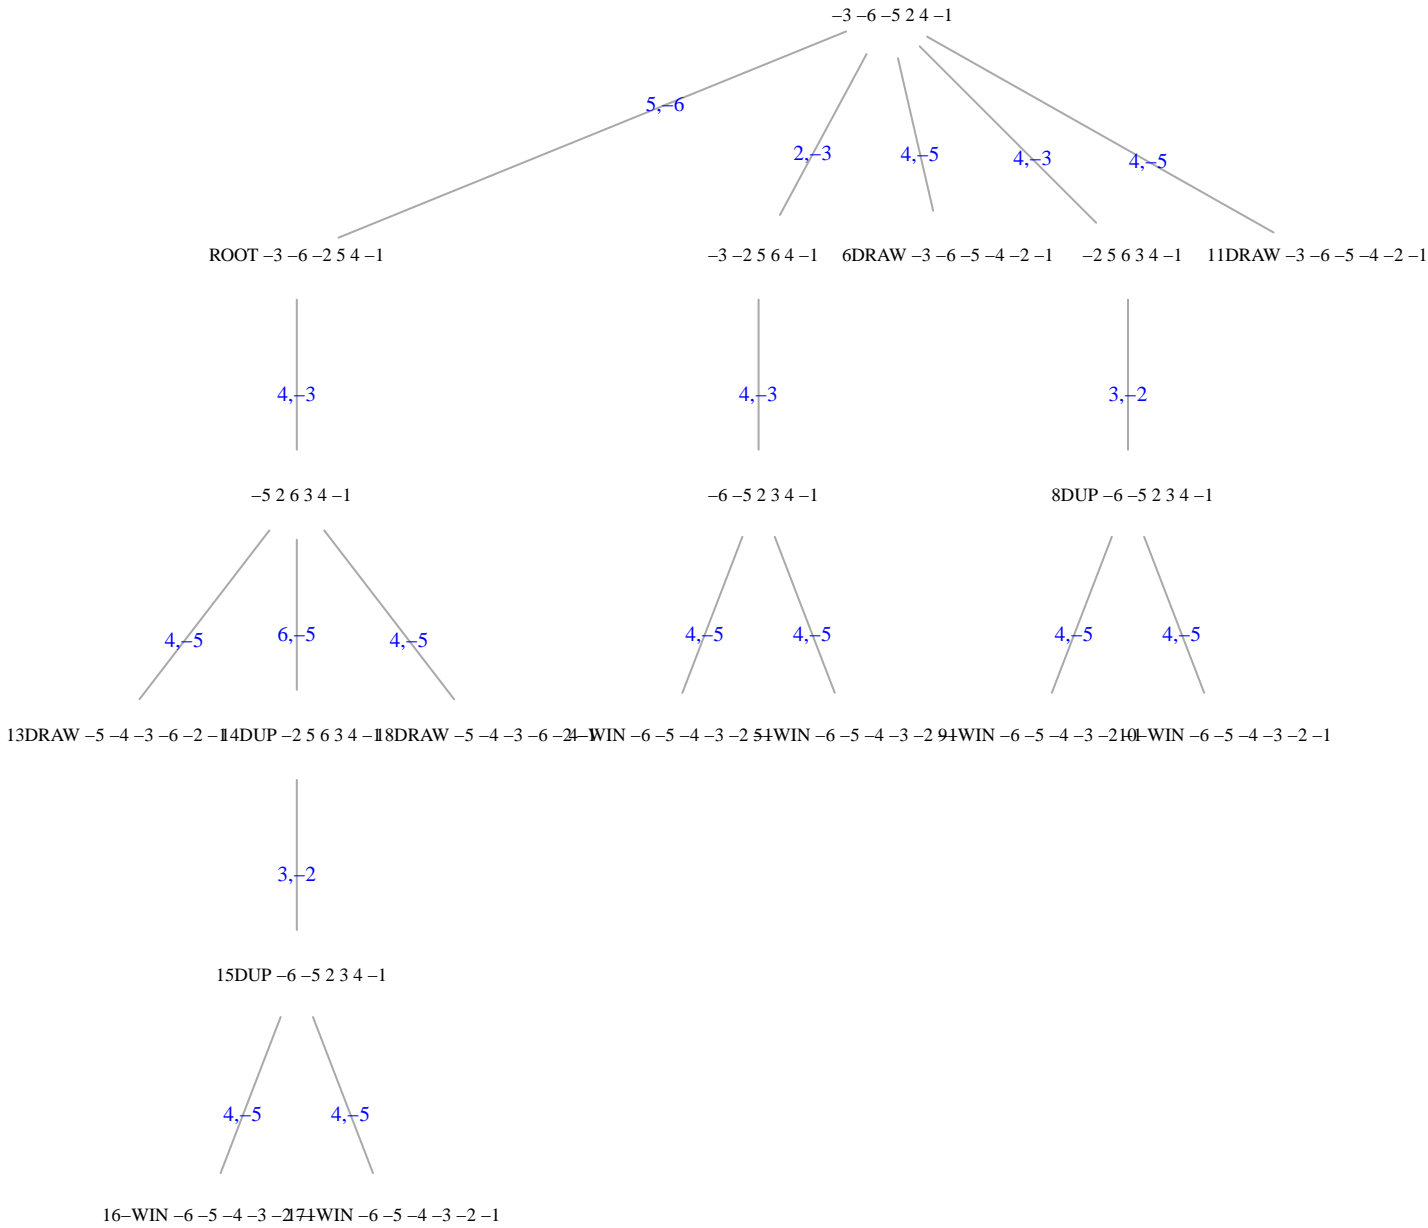 –3 –6 –5 2 4 –1
5,–6
2,–3
4,–5
4,–3
4,–5
ROOT –3 –6 –2 5 4 –1
–3 –2 5 6 4 –1
6DRAW –3 –6 –5 –4 –2 –1
–2 5 6 3 4 –1
11DRAW –3 –6 –5 –4 –2 –1
4,–3
4,–3
3,–2
–5 2 6 3 4 –1
–6 –5 2 3 4 –1
8DUP –6 –5 2 3 4 –1
4,–5
6,–5
4,–5
4,–5
4,–5
4,–5
4,–5
13DRAW –5 –4 –3 –6 –2 –1
14DUP –2 5 6 3 4 –1
18DRAW –5 –4 –3 –6 –2 –1
4–WIN –6 –5 –4 –3 –2 –1
5–WIN –6 –5 –4 –3 –2 –1
9–WIN –6 –5 –4 –3 –2 –1
10–WIN –6 –5 –4 –3 –2 –1
3,–2
15DUP –6 –5 2 3 4 –1
4,–5
4,–5
16–WIN –6 –5 –4 –3 –2 –1
17–WIN –6 –5 –4 –3 –2 –1